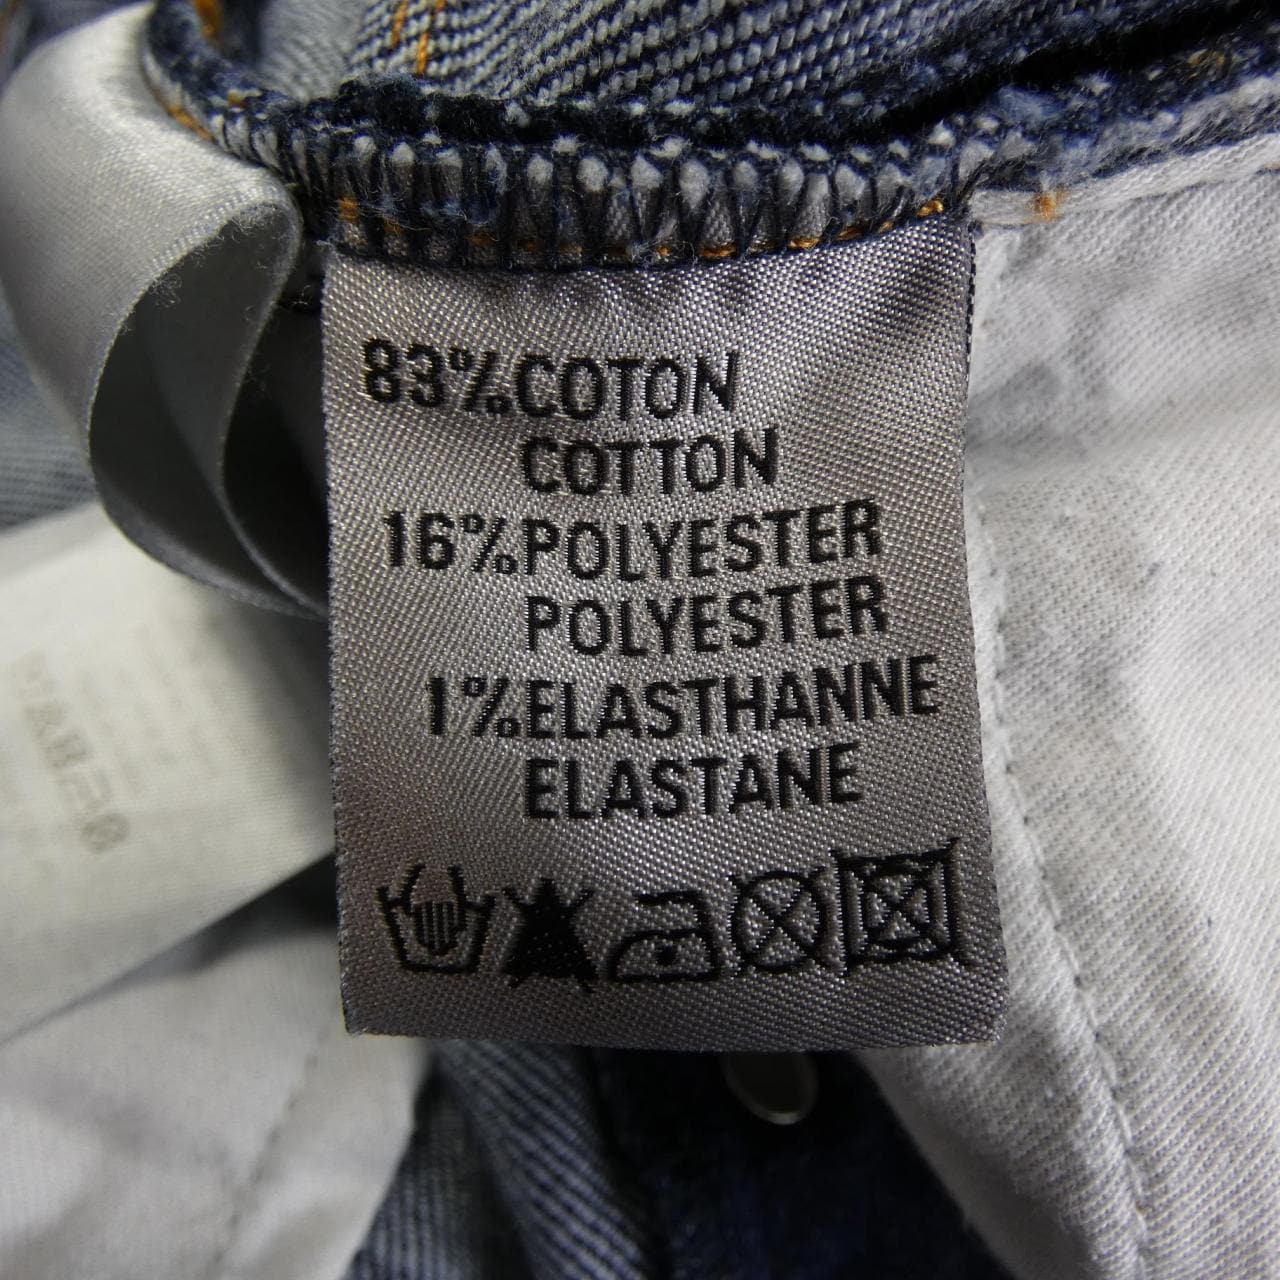 83% COTON
COTTON
16% POLYESTER
POLYESTER
1% ELASTHANNE
ELASTANE